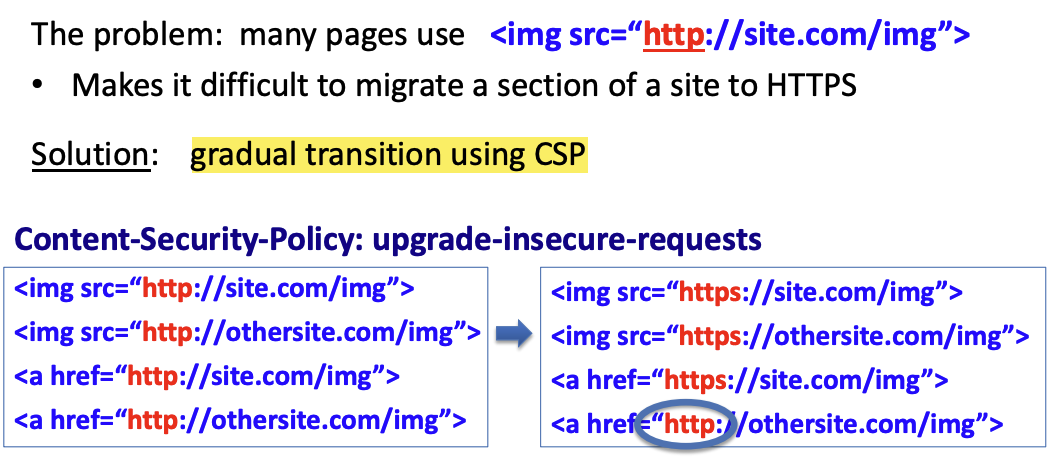 The problem:  many pages use   <img src=“http://site.com/img”>
• Makes it difficult to migrate a section of a site to HTTPS
Solution:   gradual transition using CSP
Content-Security-Policy: upgrade-insecure-requests
<img src=“http://site.com/img”>
<img src=“http://othersite.com/img”>
<a href=“http://site.com/img”>
<a href=“http://othersite.com/img”>
<img src=“https://site.com/img”>
<img src=“https://othersite.com/img”>
<a href=“https://site.com/img”>
<a href=“http://othersite.com/img”>